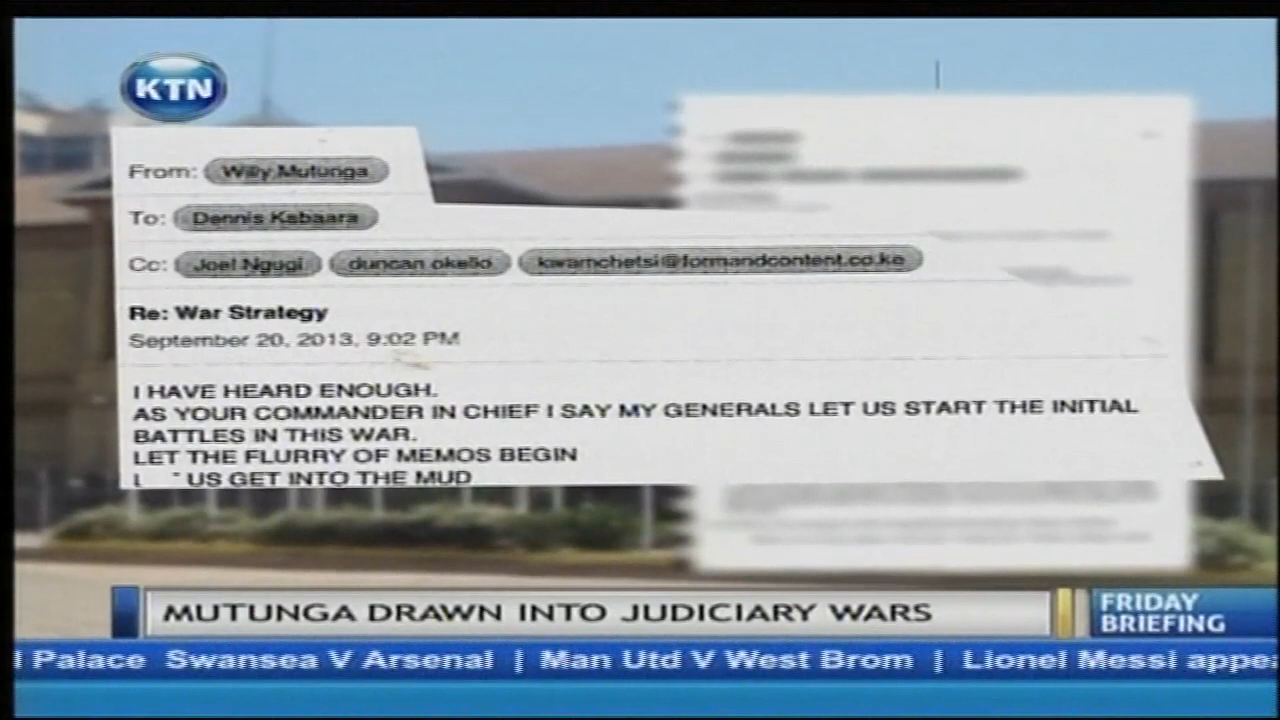 KTN
From: Willy Mutunga
To: Dennis Kabaara
Cc: Joel Ngugi duncan okello kwamchetsi@formandcontent.co.ke
Re: War Strategy
September 20, 2013, 9:02 PM
I HAVE HEARD ENOUGH.
AS YOUR COMMANDER IN CHIEF I SAY MY GENERALS LET US START THE INITIAL
BATTLES IN THIS WAR.
LET THE FLURRY OF MEMOS BEGIN
US GET INTO THE MUD
MUTUNGA DRAWN INTO JUDICIARY WARS
FRIDAY
BRIEFING
l Palace Swansea V Arsenal | Man Utd V West Brom | Lionel Messi appea